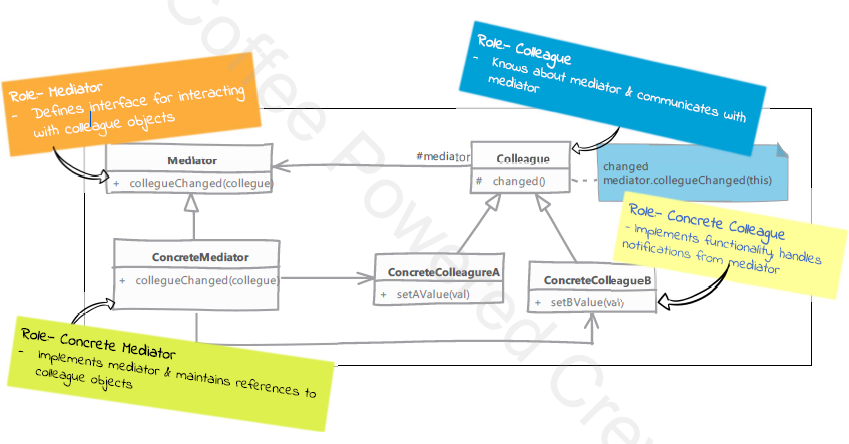 Coffee Powered Cre
Role- Mediator
- Defines interface for interacting
with colleague objects
Role- Colleague
- Knows about mediator & communicates with
mediator
Mediator
+ collegueChanged(collegue)
#mediator
Colleague
# changed()
changed
mediator.collegueChanged(this)
Role- Concrete Colleague
- Implements functionality, handles
notifications from mediator
ConcreteMediator
+ collegueChanged(collegue)
ConcreteColleagureA
+ setAValue(val)
ConcreteColleagueB
+ setBValue(val)
Role- Concrete Mediator
- Implements mediator & maintains references to
colleague objects